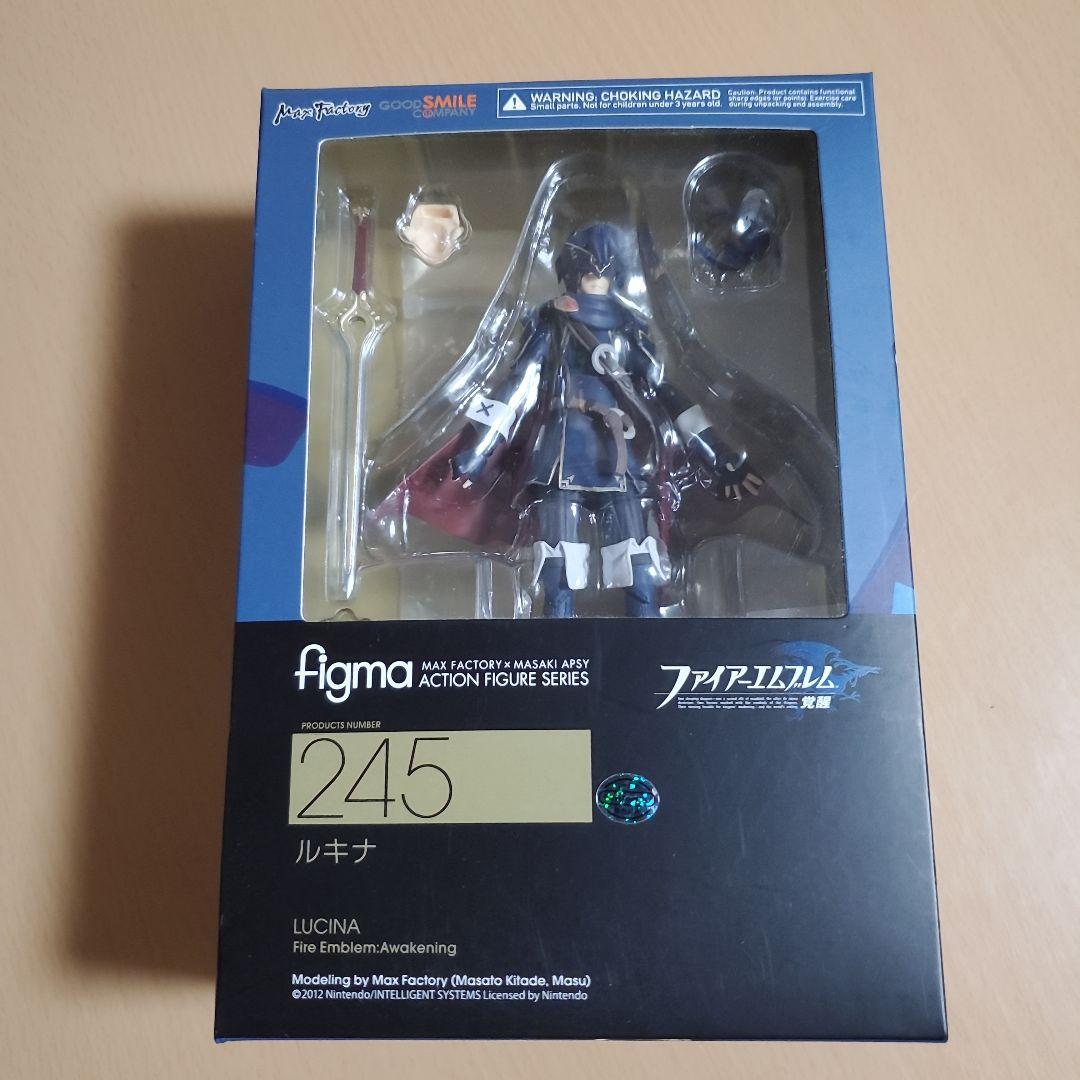 Max Factory
GOOD SMILE
COMPANY
WARNING: CHOKING HAZARD
Small parts. Not for children under 3 years old.
Caution: Product contains functional
sharp edges (or points). Exercise care
during unpacking and assembly.
figma
MAX FACTORY × MASAKI APSY
ACTION FIGURE SERIES
ファイアーエムブレム
覚醒
PRODUCTS NUMBER
245
ルキナ
LUCINA
Fire Emblem:Awakening
Modeling by Max Factory (Masato Kitade, Masu)
©2012 Nintendo/INTELLIGENT SYSTEMS Licensed by Nintendo